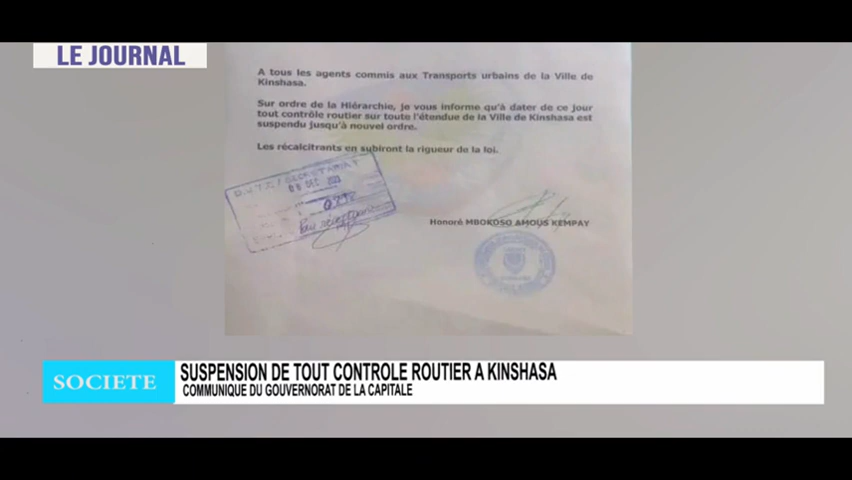 LE JOURNAL
A tous les agents commis aux Transports urbains de la Ville de
Kinshasa.
Sur ordre de la Hiérarchie, je vous informe qu'à dater de ce jour
tout contrôle routier sur toute l'étendue de la Ville de Kinshasa est
suspendu jusqu'à nouvel ordre.
Les récalcitrants en subiront la rigueur de la loi.
SECRETARIAT
DEC
0898
Honoré MBOKOSO AMOUS KEMPAY
SOCIETE
SUSPENSION DE TOUT CONTROLE ROUTIER A KINSHASA
COMMUNIQUE DU GOUVERNORAT DE LA CAPITALE